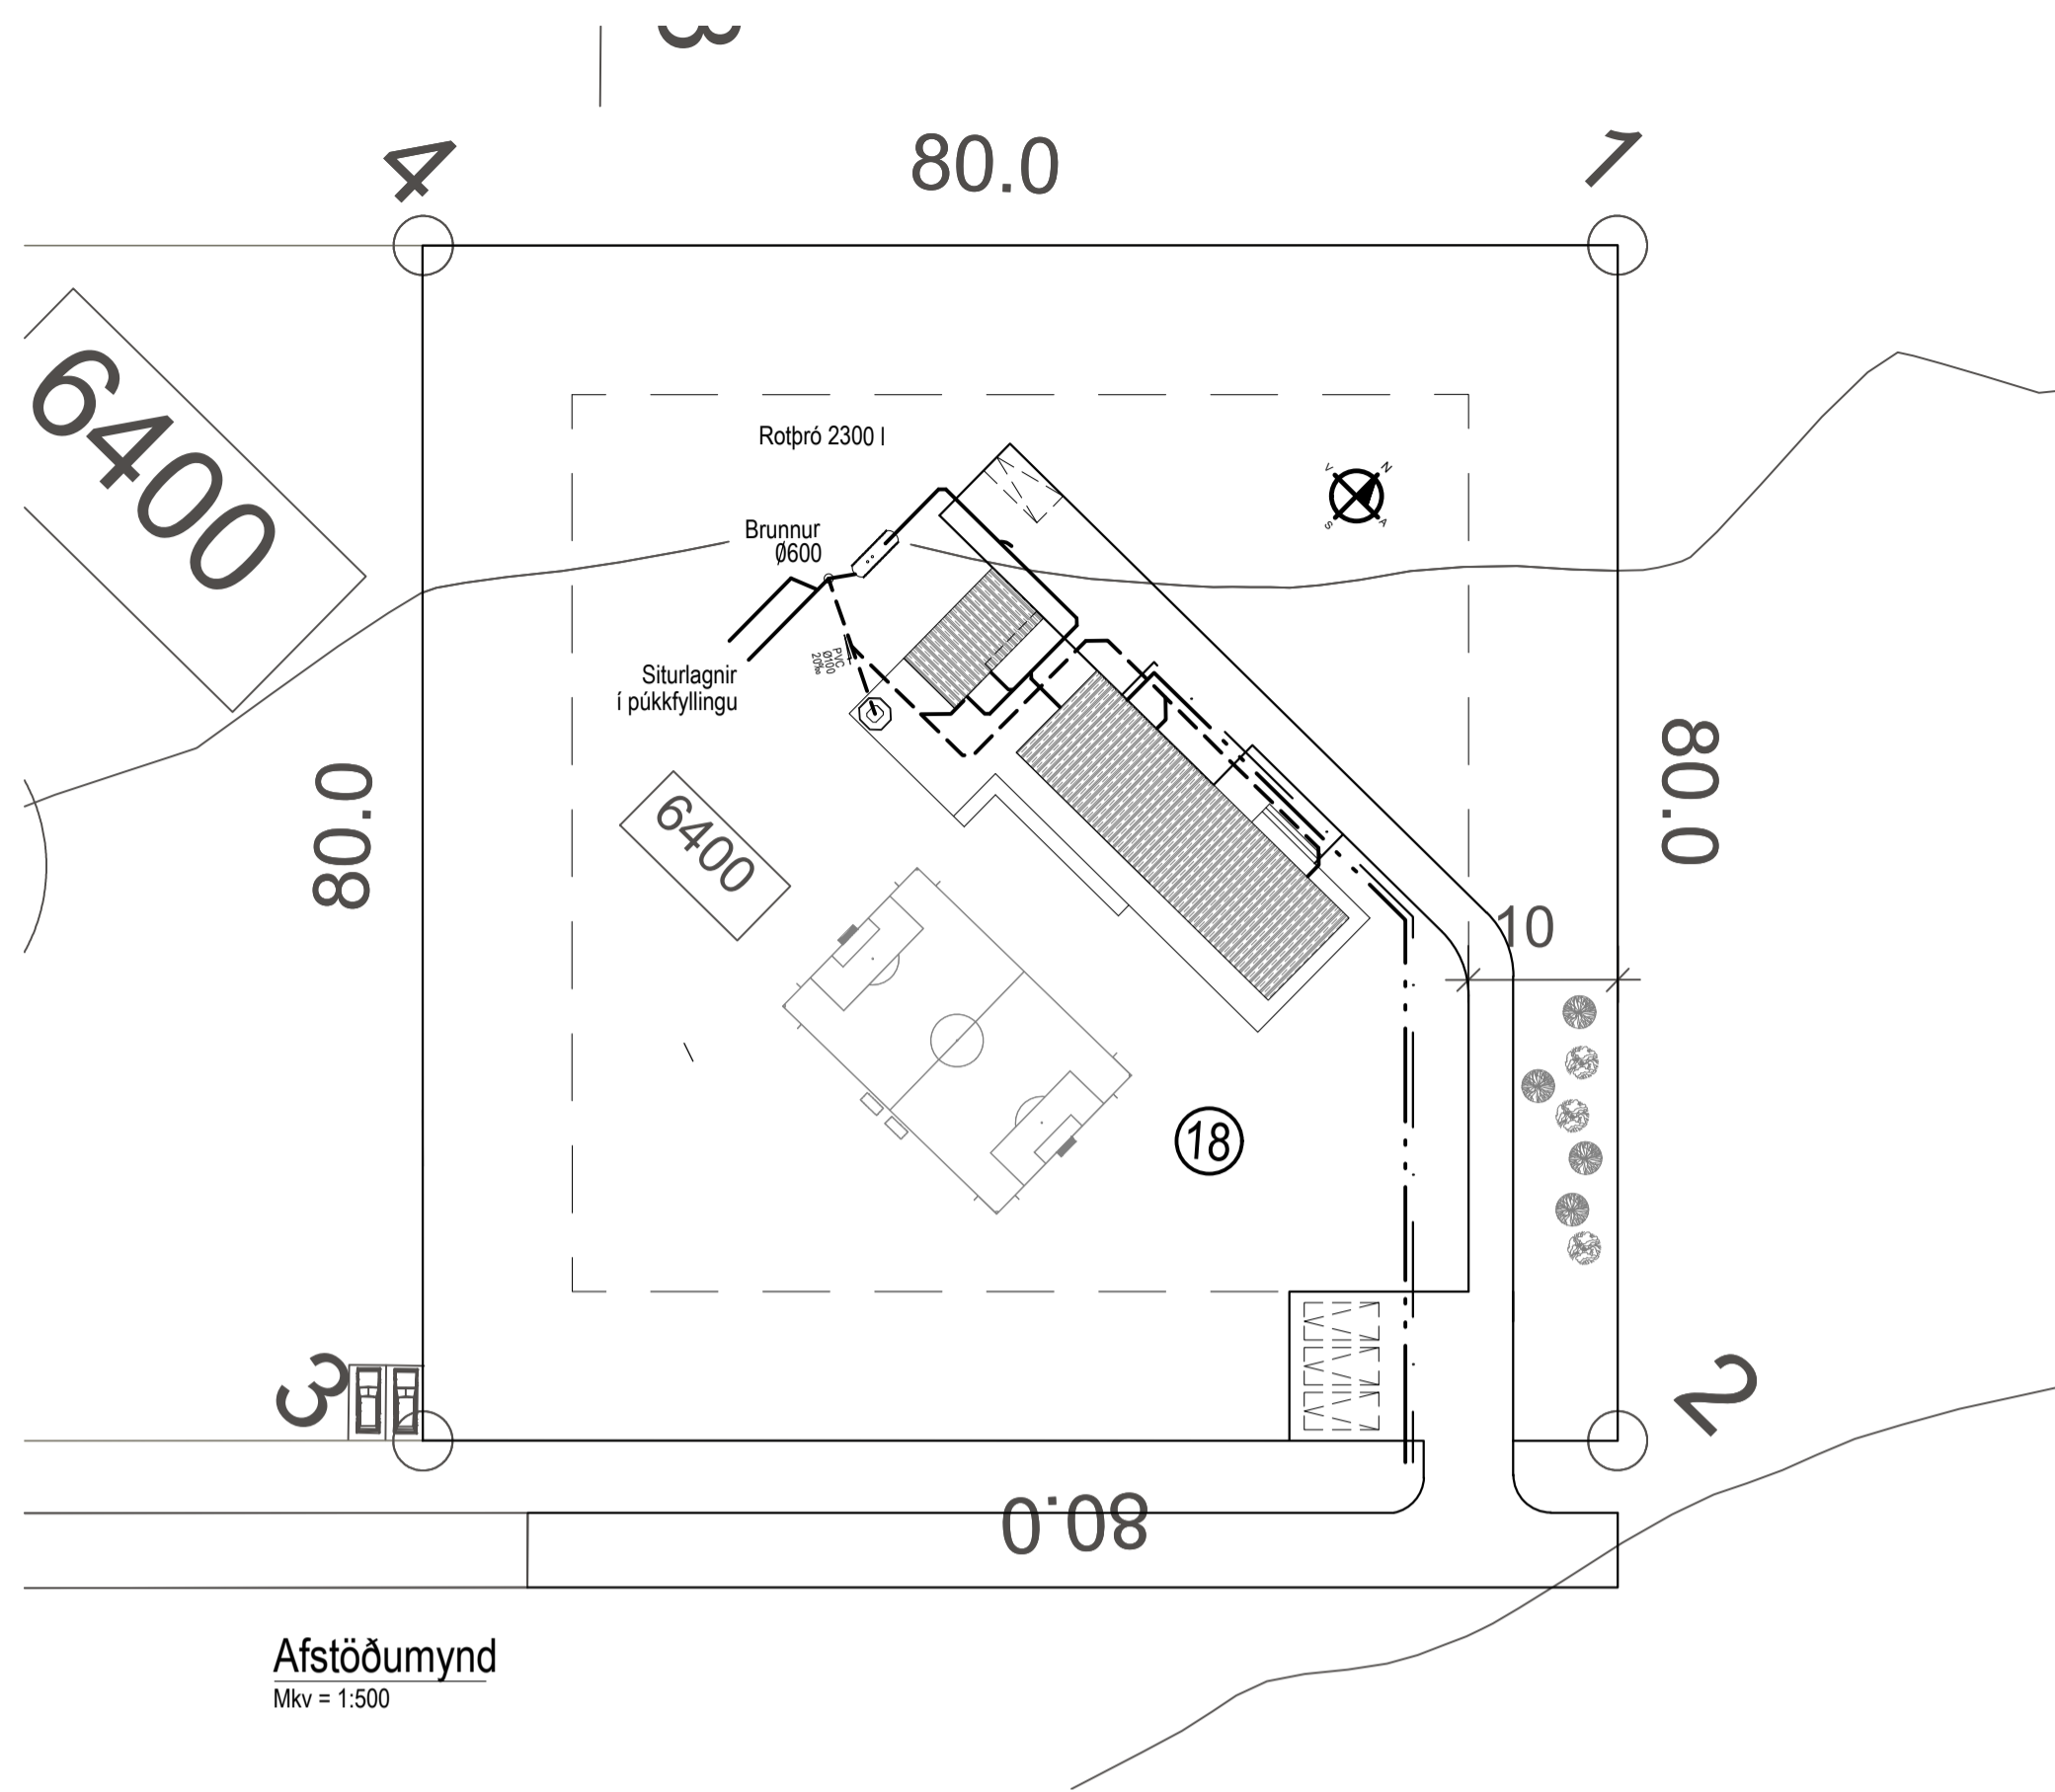 3
4
80.0
1
6400
Rotþró 2300 l
V
N
S
A
Brunnur
Ø600
PVC
Ø100
20‰
Siturlagnir
í púkkfyllingu
80.0
80.0
6400
10
18
3
2
80.0
Afstöðumynd
Mkv = 1:500